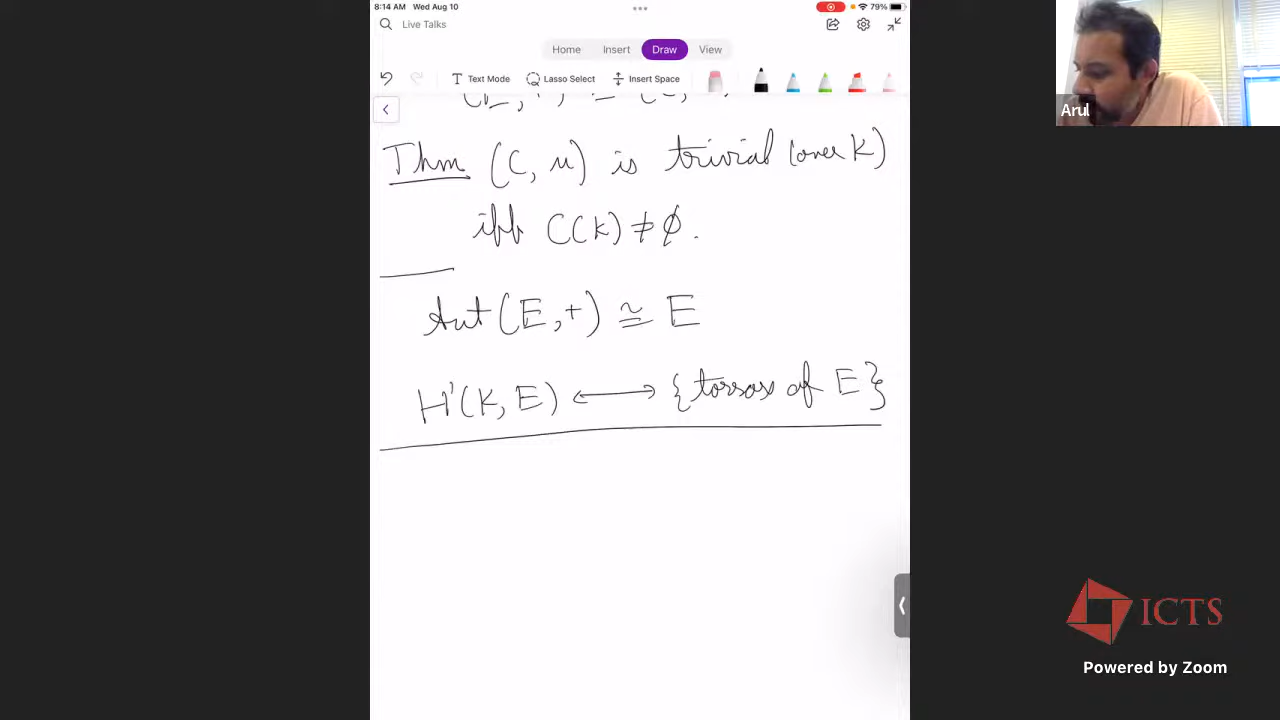 8:14 AM Wed Aug 10
79%
Live Talks
Home Insert Draw View
Text Mode Lasso Select Insert Space
Thm (C, μ) is trivial (over K)
iff C(K) ≠ ∅.
Aut(E,+) ≅ E
H¹(K, E) ⟷ {torsors of E}
Arul
ICTS
Powered by Zoom